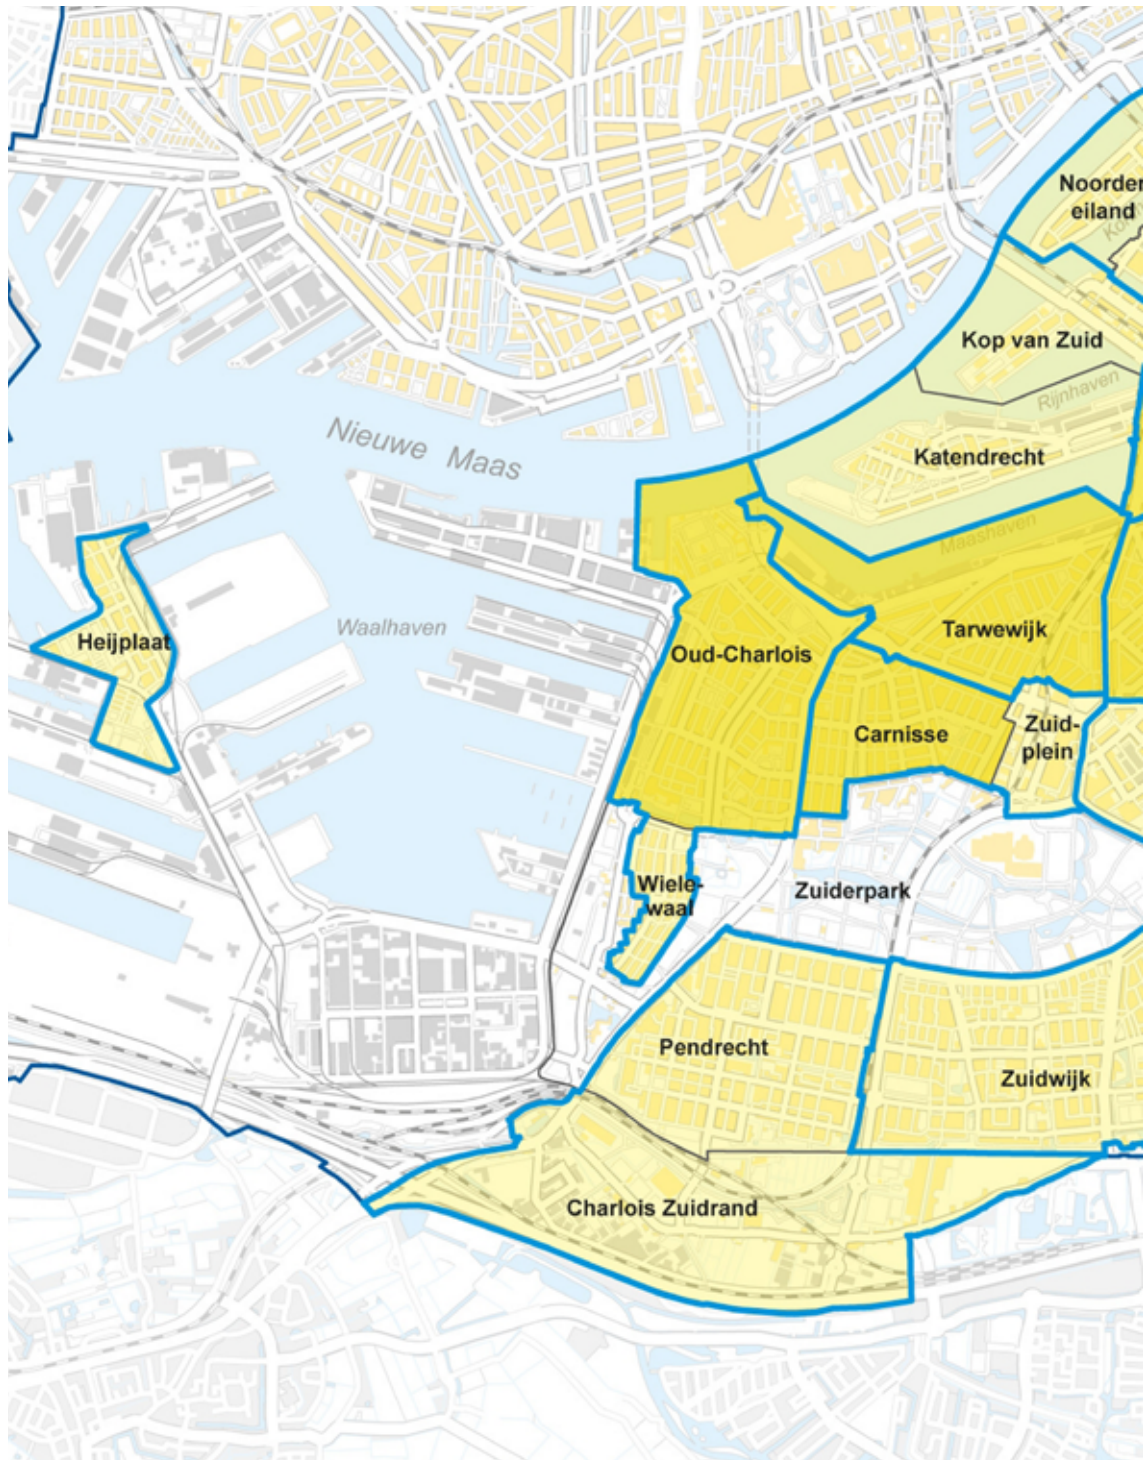 Noorder
eiland
Kop van Zuid
Rijnhaven
Nieuwe Maas
Katendrecht
Maashaven
Heijplaat
Waalhaven
Tarwewijk
Oud-Charlois
Carnisse
Zuid-
plein
Wiele-
waal
Zuiderpark
Pendrecht
Zuidwijk
Charlois Zuidrand